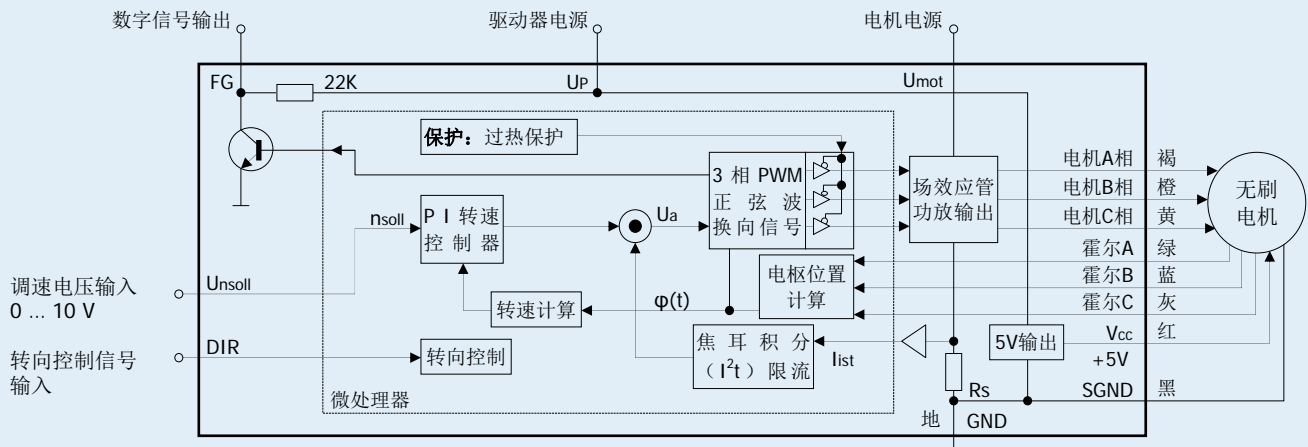 数字信号输出
驱动器电源
电机电源
FG
22K
UP
Umot
保护：过热保护
3 相 PWM
正 弦 波
换向信号
场效应管
功放输出
电机A相 褐
电机B相 橙
电机C相 黄
无刷
电机
nsoll
P I 转速
控 制 器
Ua
霍尔A 绿
霍尔B 蓝
霍尔C 灰
电枢位置
计算
调速电压输入
0 ... 10 V
Unsoll
转速计算
φ(t)
转向控制信号
输入
DIR
转向控制
焦 耳 积 分
（I²t）限流
Iist
5V输出
Vcc 红
+5V
Rs
SGND 黑
微处理器
地 GND